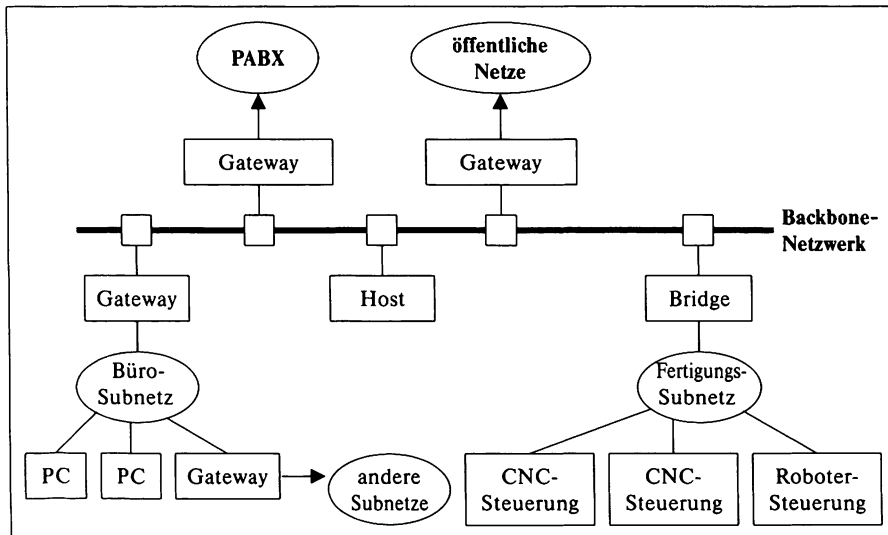 PABX
öffentliche
Netze
Gateway
Gateway
Backbone-
Netzwerk
Gateway
Host
Bridge
Büro-
Subnetz
Fertigungs-
Subnetz
PC
PC
Gateway
andere
Subnetze
CNC-
Steuerung
CNC-
Steuerung
Roboter-
Steuerung